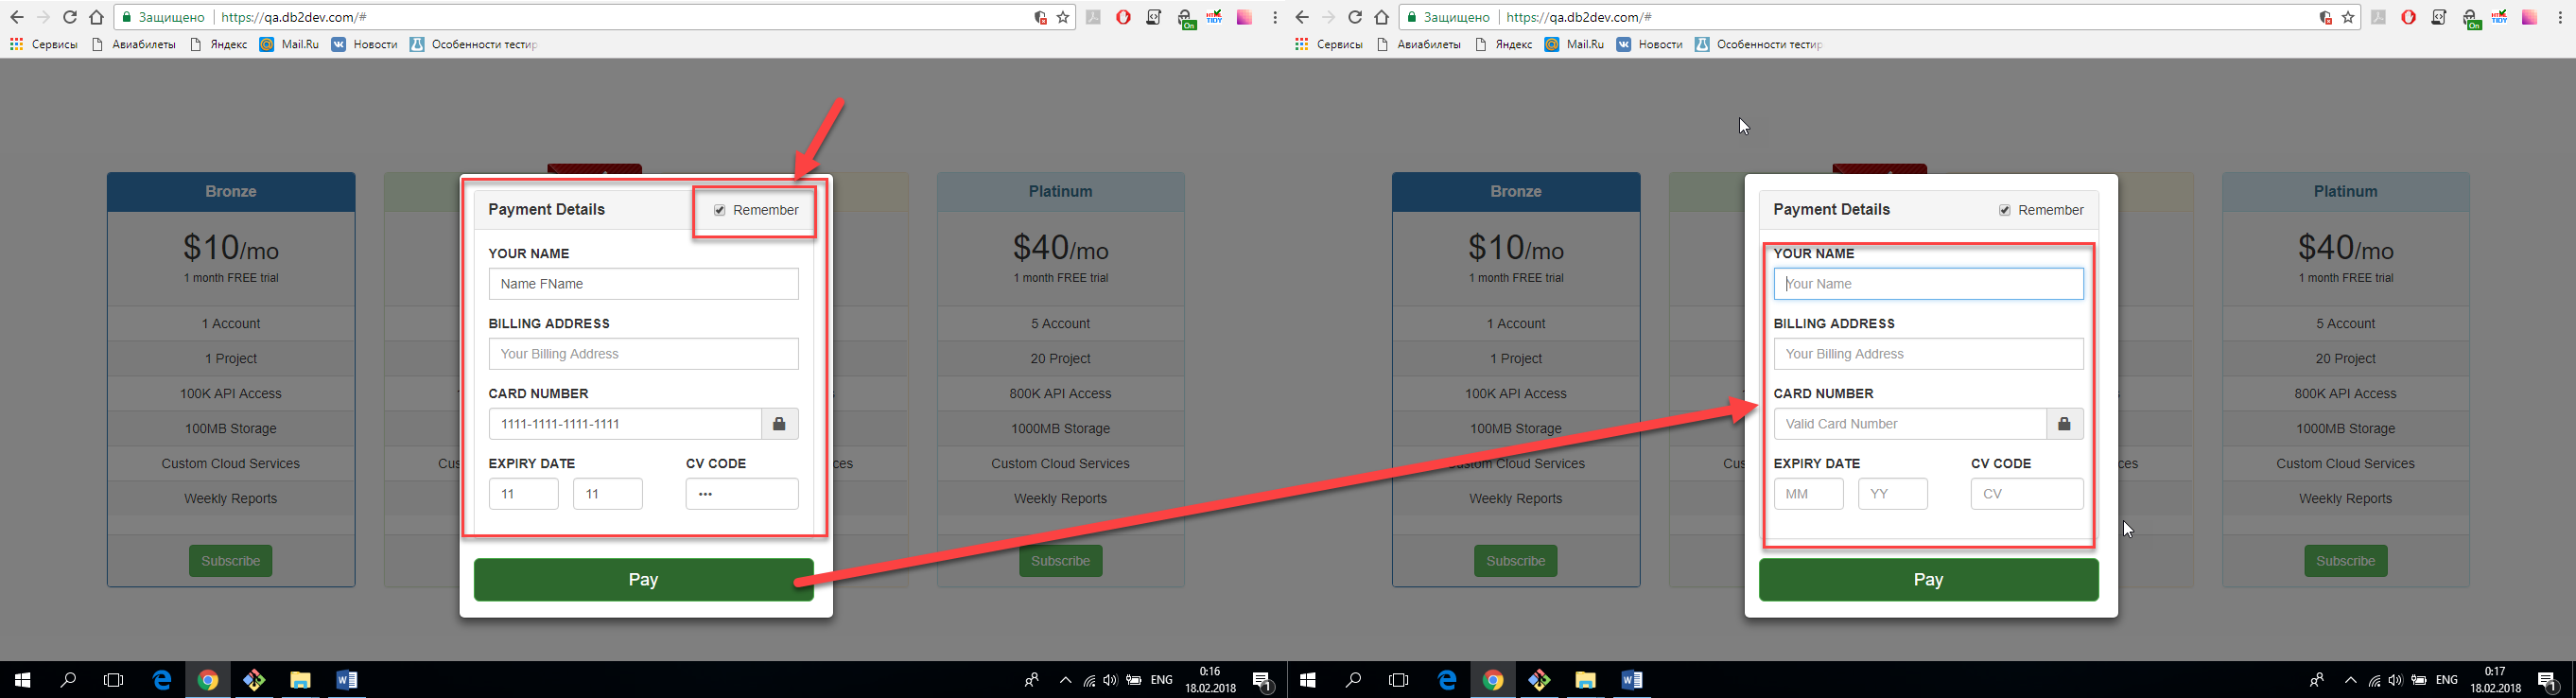 Защищено https://qa.db2dev.com/#
Сервисы Авиабилеты Яндекс Mail.Ru Новости Особенности тестир
Bronze
$10/mo
1 month FREE trial
1 Account
1 Project
100K API Access
100MB Storage
Custom Cloud Services
Weekly Reports
Subscribe
Payment Details
Remember
YOUR NAME
Name FName
BILLING ADDRESS
Your Billing Address
CARD NUMBER
1111-1111-1111-1111
EXPIRY DATE CV CODE
11 11 •••
Pay
Platinum
$40/mo
1 month FREE trial
5 Account
20 Project
800K API Access
1000MB Storage
Custom Cloud Services
Weekly Reports
Subscribe
ENG
0:16
18.02.2018
1
Защищено https://qa.db2dev.com/#
Сервисы Авиабилеты Яндекс Mail.Ru Новости Особенности тестир
Bronze
$10/mo
1 month FREE trial
1 Account
1 Project
100K API Access
100MB Storage
Custom Cloud Services
Weekly Reports
Subscribe
Payment Details
Remember
YOUR NAME
Your Name
BILLING ADDRESS
Your Billing Address
CARD NUMBER
Valid Card Number
EXPIRY DATE CV CODE
MM YY CV
Pay
Platinum
$40/mo
1 month FREE trial
5 Account
20 Project
800K API Access
1000MB Storage
Custom Cloud Services
Weekly Reports
Subscribe
ENG
0:17
18.02.2018
1